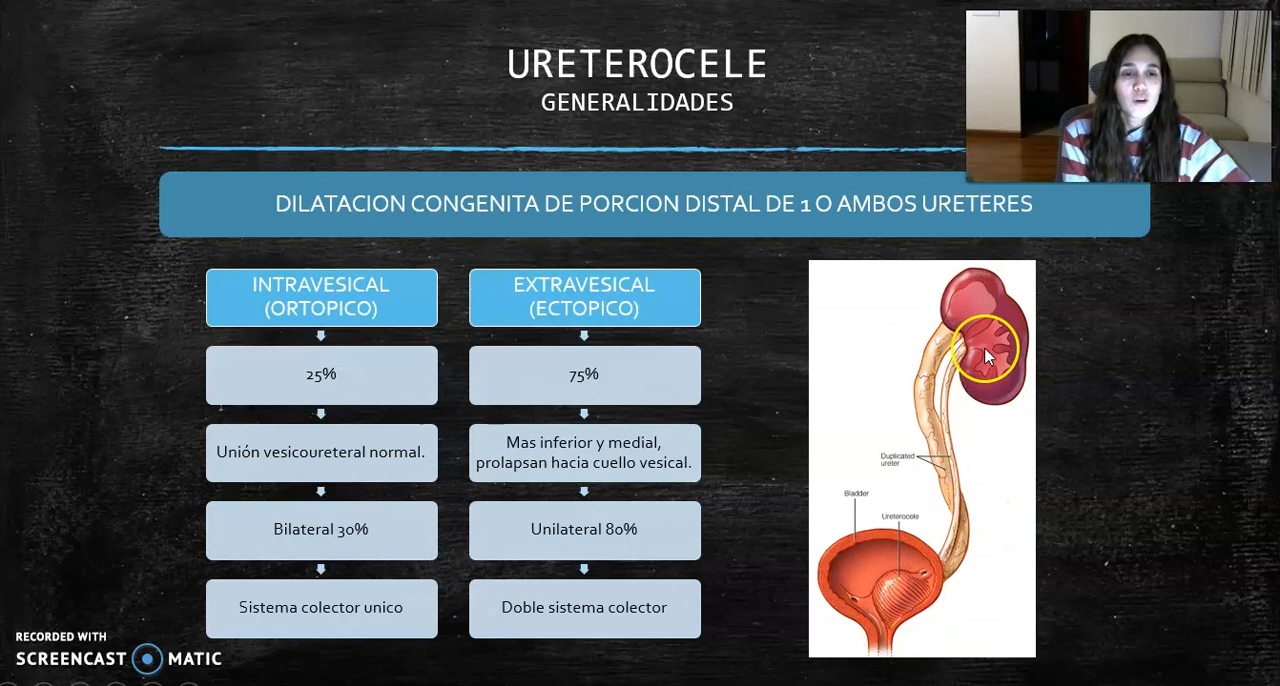 URETEROCELE
GENERALIDADES
DILATACION CONGENITA DE PORCION DISTAL DE 1 O AMBOS URETERES
INTRAVESICAL
(ORTOPICO)
25%
Unión vesicoureteral normal.
Bilateral 30%
Sistema colector unico
EXTRAVESICAL
(ECTOPICO)
75%
Mas inferior y medial,
prolapsan hacia cuello vesical.
Unilateral 80%
Doble sistema colector
Duplicated
ureter
Bladder
Ureterocele
RECORDED WITH
SCREENCAST MATIC